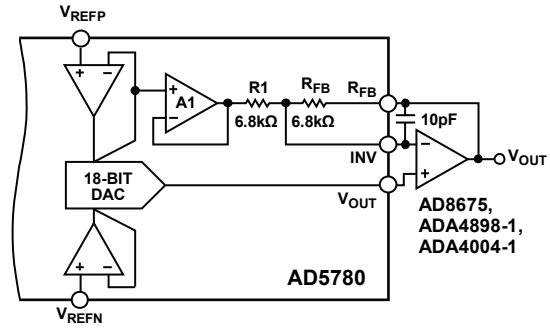 VREFP
A1
R1
6.8kΩ
RFB
6.8kΩ
RFB
10pF
INV
VOUT
18-BIT
DAC
VOUT
AD8675,
ADA4898-1,
ADA4004-1
AD5780
VREFN
+
−
+
−
+
−
+
−